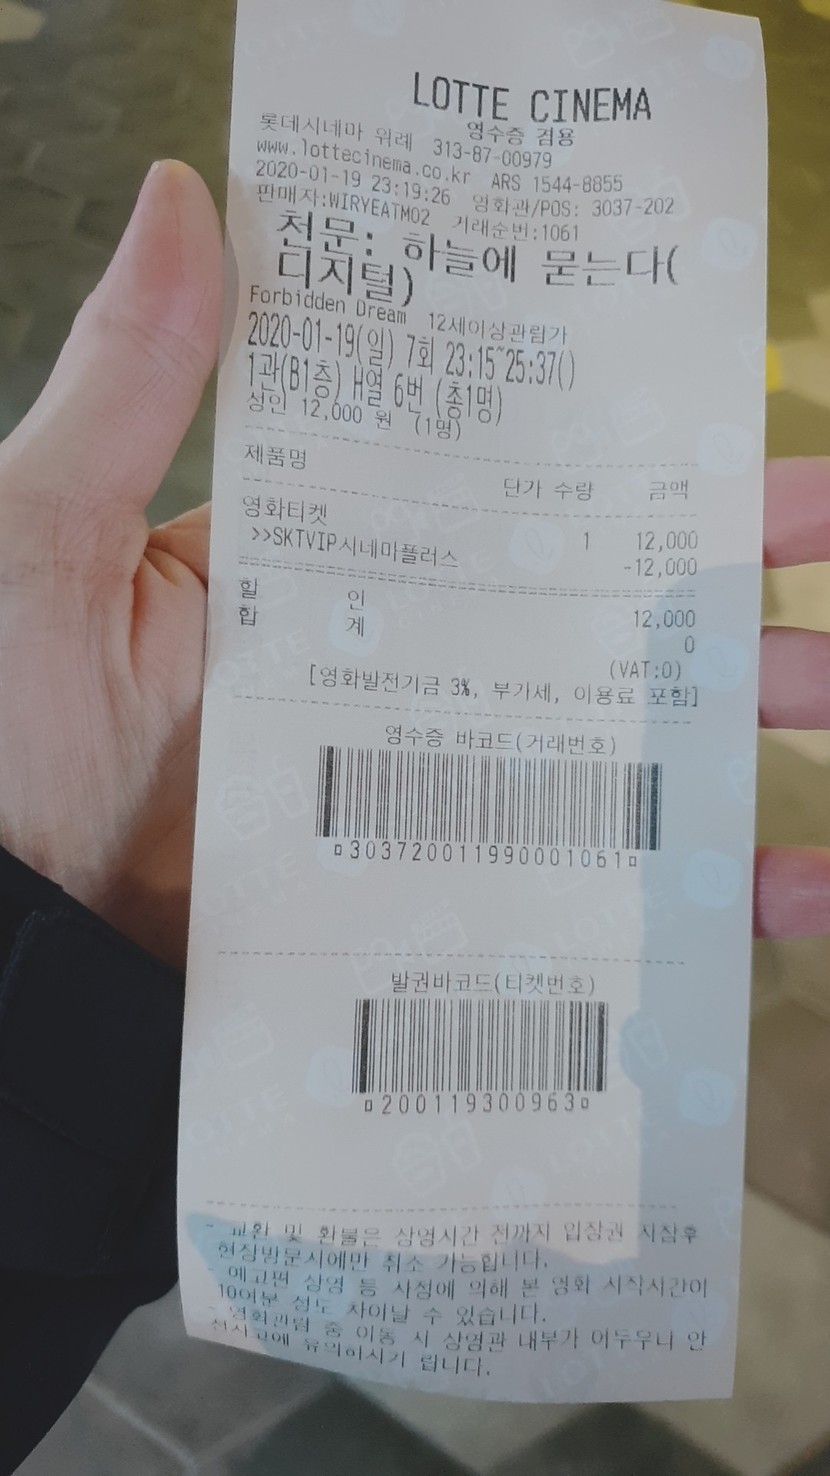 LOTTE CINEMA
영수증 겸용
롯데시네마 위례 313-87-00979
www.lottecinema.co.kr ARS 1544-8855
2020-01-19 23:19:26 영화관/POS: 3037-202
판매자:WIRYEATM02 거래순번:1061
천문: 하늘에 묻는다(
디지털)
Forbidden Dream 12세이상관림가
2020-01-19(일) 7회 23:15~25:37()
1관(B1층) H열 6번 (총1명)
성인 12,000 원 (1명)
제품명 단가 수량 금액
영화티켓 1 12,000
>>SKTVIP시네마플러스 -12,000
할 인 12,000
합 계 0
(VAT:0)
[영화발전기금 3%, 부가세, 이용료 포함]
영수증 바코드(거래번호)
¤303720011990001061¤
발권바코드(티켓번호)
¤200119300963¤
- 교환 및 환불은 상영시간 전까지 입장권 지참후
현장방문시에만 취소 가능합니다.
- 예고편 상영 등 사정에 의해 본 영화 시작시간이
10여분 정도 차이날 수 있습니다.
- 영화관람 중 이동 시 상영관 내부가 어두우니 안
전사고에 유의하시기 랍니다.